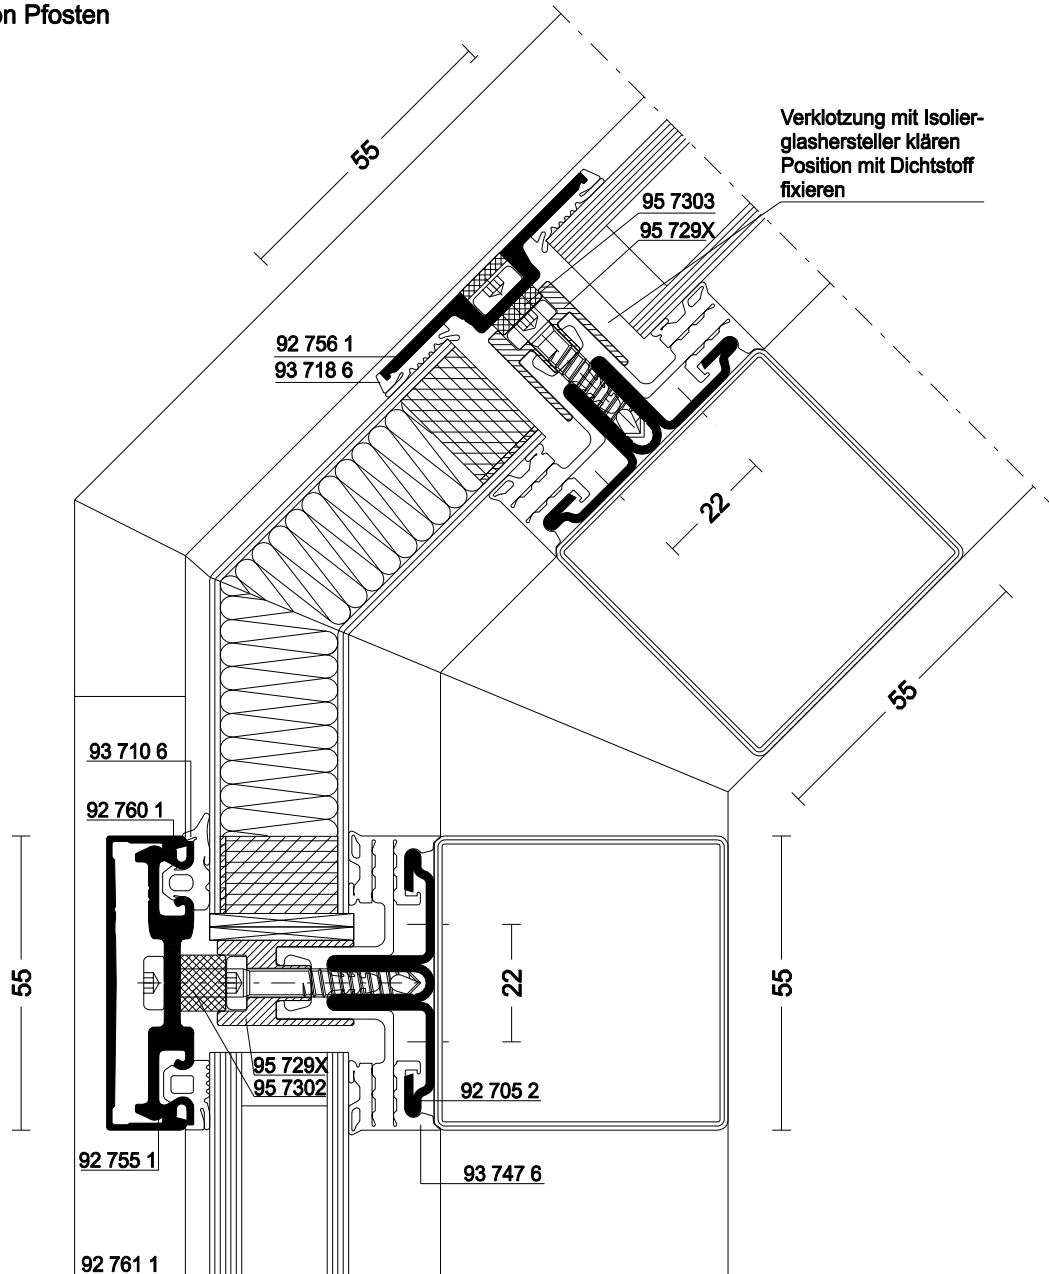 on Pfosten
55
Verklotzung mit Isolier-
glashersteller klären
Position mit Dichtstoff
fixieren
95 7303
95 729X
92 756 1
93 718 6
22
55
93 710 6
92 760 1
55
22
55
95 729X
95 7302
92 705 2
92 755 1
93 747 6
92 761 1